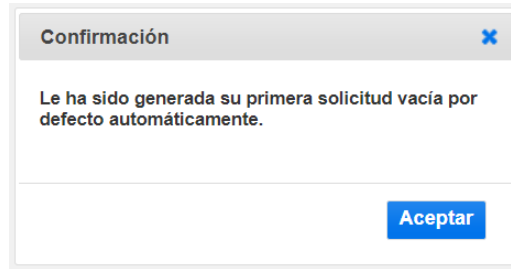 Confirmación
Le ha sido generada su primera solicitud vacía por
defecto automáticamente.
Aceptar